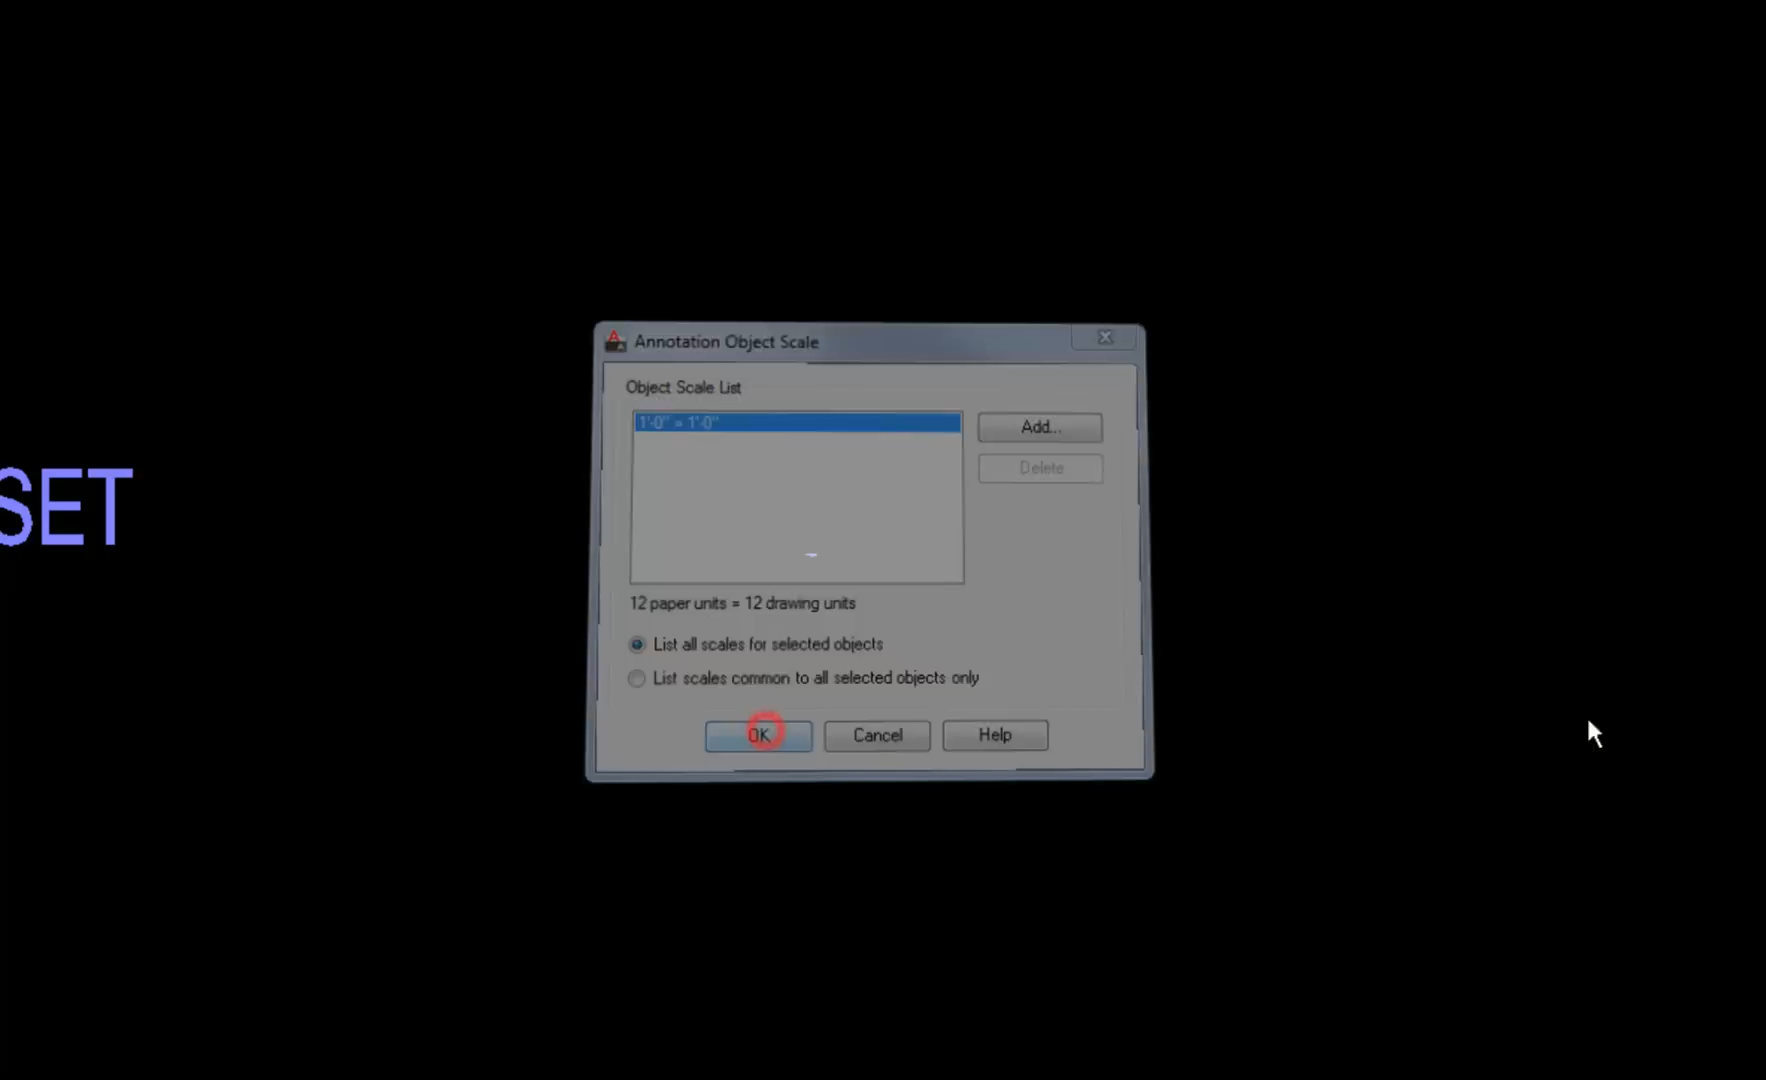 Annotation Object Scale
Object Scale List
1'-0" = 1'-0"
Add...
Delete
SET
12 paper units = 12 drawing units
List all scales for selected objects
List scales common to all selected objects only
OK
Cancel
Help